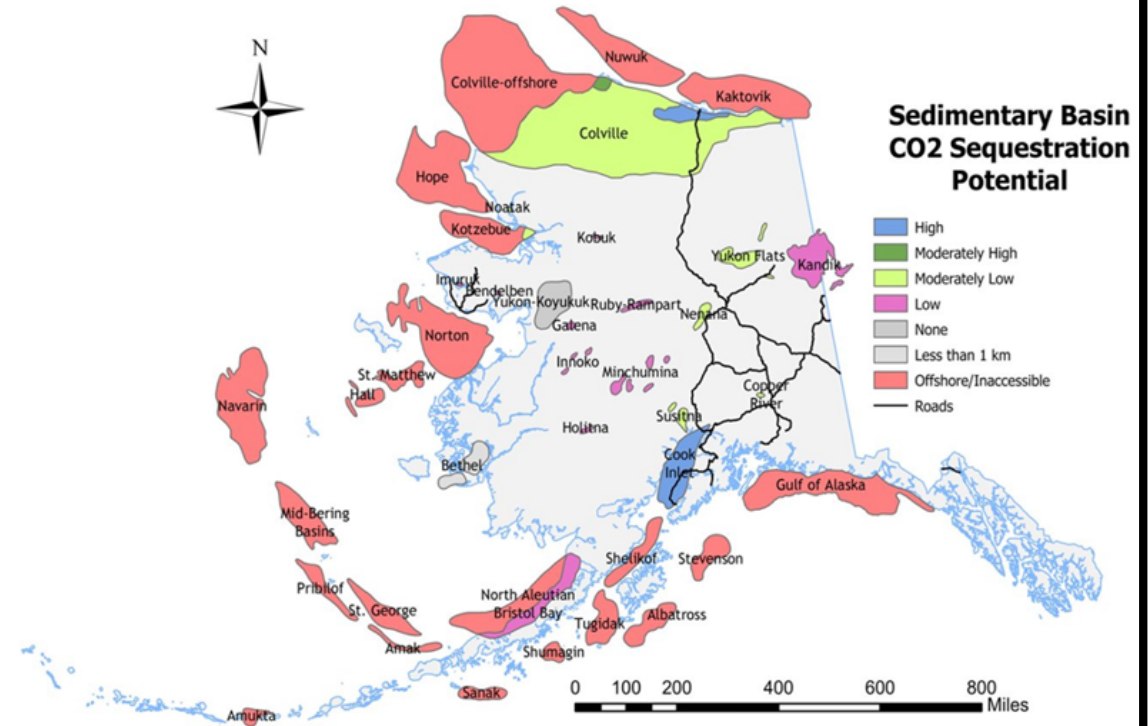 N
Nuwuk
Colville-offshore
Kaktovik
Colville
Sedimentary Basin
CO2 Sequestration
Potential
Hope
Noatak
Kotzebue
Kobuk
High
Moderately High
Moderately Low
Low
None
Less than 1 km
Offshore/Inaccessible
Roads
Yukon Flats
Kandik
Imuruk
Bendelben
Yukon-Koyukuk
Ruby-Rampart
Nenana
Galena
Norton
Innoko
Minchumina
St. Matthew
Hall
Navarin
Copper
River
Susitna
Holitna
Cook
Inlet
Bethel
Gulf of Alaska
Mid-Bering
Basins
Shelikof
Stevenson
Pribilof
St. George
North Aleutian
Bristol Bay
Tugidak
Albatross
Amak
Shumagin
Sanak
Amukta
0 100 200 400 600 800
Miles